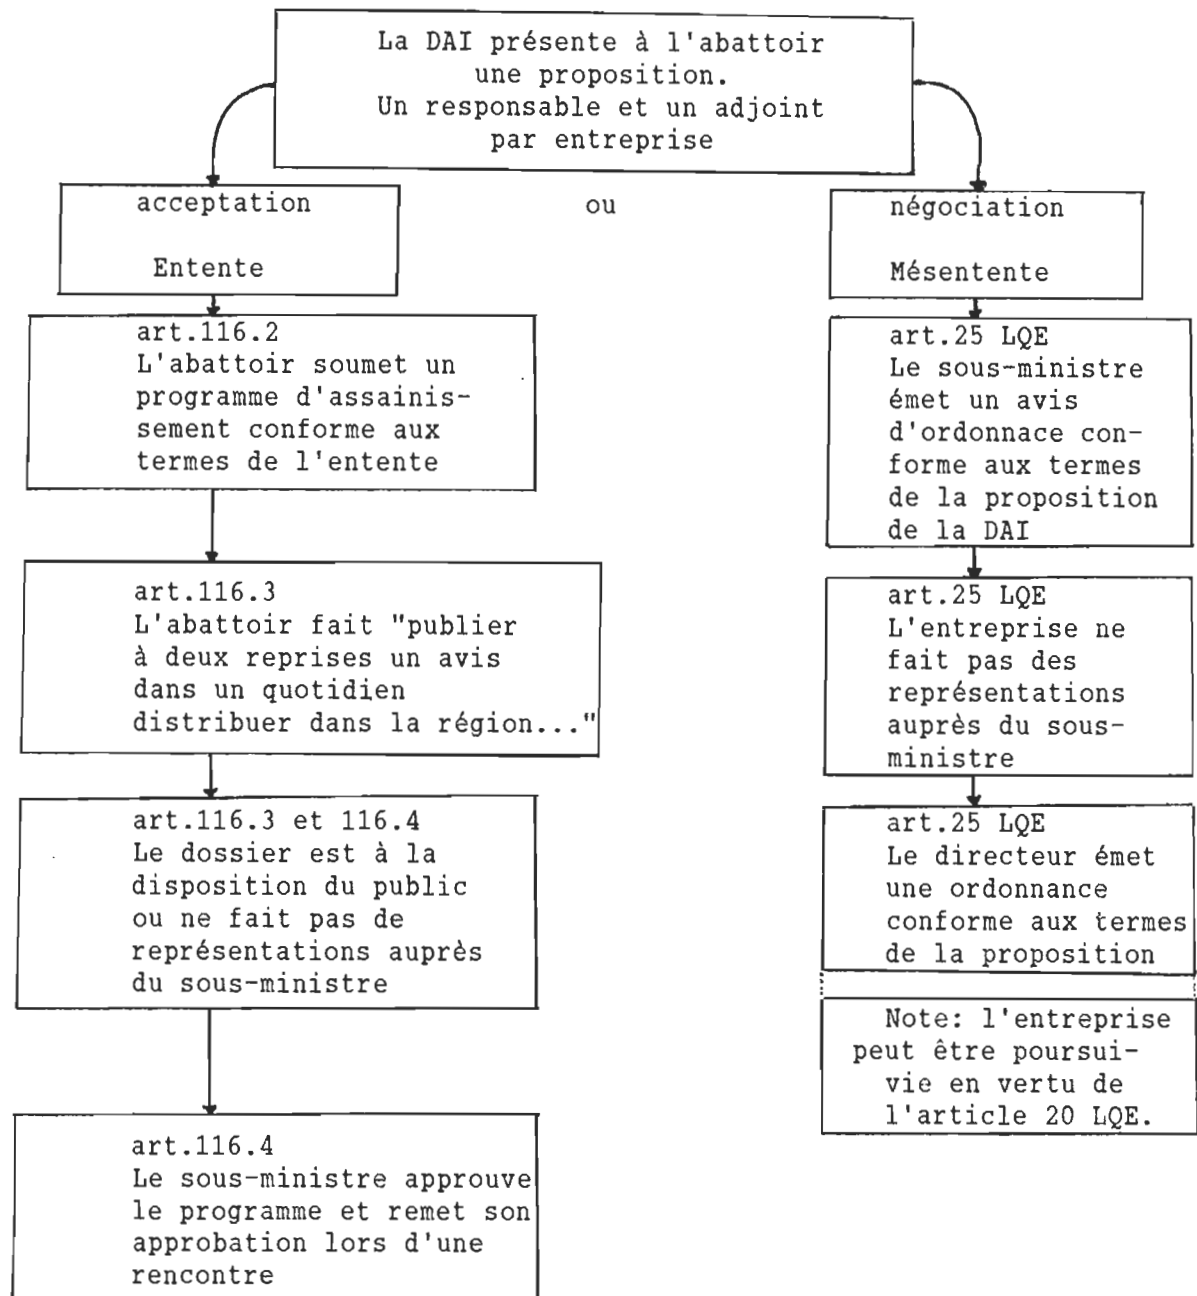 La DAI présente à l'abattoir
une proposition.
Un responsable et un adjoint
par entreprise
acceptation
Entente
ou
négociation
Mésentente
art.116.2
L'abattoir soumet un
programme d'assainis-
sement conforme aux
termes de l'entente
art.116.3
L'abattoir fait "publier
à deux reprises un avis
dans un quotidien
distribuer dans la région..."
art.116.3 et 116.4
Le dossier est à la
disposition du public
ou ne fait pas de
représentations auprès
du sous-ministre
art.116.4
Le sous-ministre approuve
le programme et remet son
approbation lors d'une
rencontre
art.25 LQE
Le sous-ministre
émet un avis
d'ordonnace con-
forme aux termes
de la proposition
de la DAI
art.25 LQE
L'entreprise ne
fait pas des
représentations
auprès du sous-
ministre
art.25 LQE
Le directeur émet
une ordonnance
conforme aux termes
de la proposition
Note: l'entreprise
peut être poursui-
vie en vertu de
l'article 20 LQE.